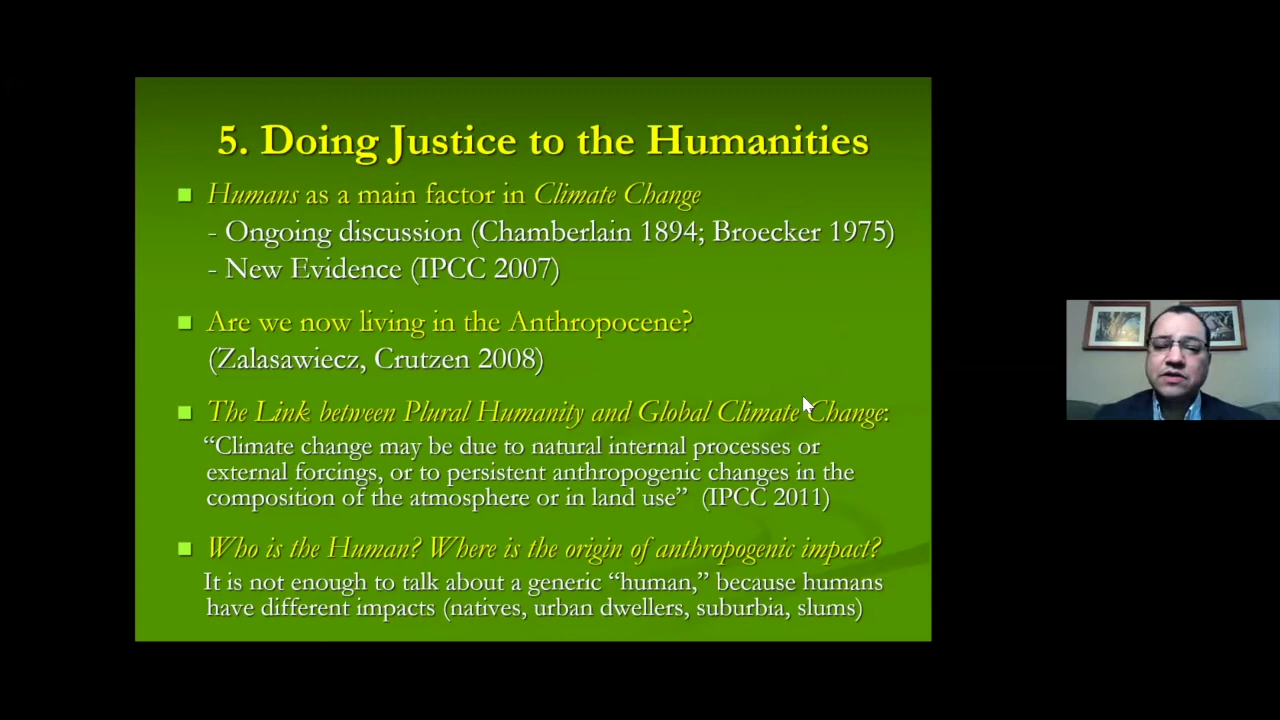 5. Doing Justice to the Humanities
Humans as a main factor in Climate Change
- Ongoing discussion (Chamberlain 1894; Broecker 1975)
- New Evidence (IPCC 2007)
Are we now living in the Anthropocene?
(Zalasawiecz, Crutzen 2008)
The Link between Plural Humanity and Global Climate Change:
“Climate change may be due to natural internal processes or
external forcings, or to persistent anthropogenic changes in the
composition of the atmosphere or in land use” (IPCC 2011)
Who is the Human? Where is the origin of anthropogenic impact?
It is not enough to talk about a generic “human,” because humans
have different impacts (natives, urban dwellers, suburbia, slums)